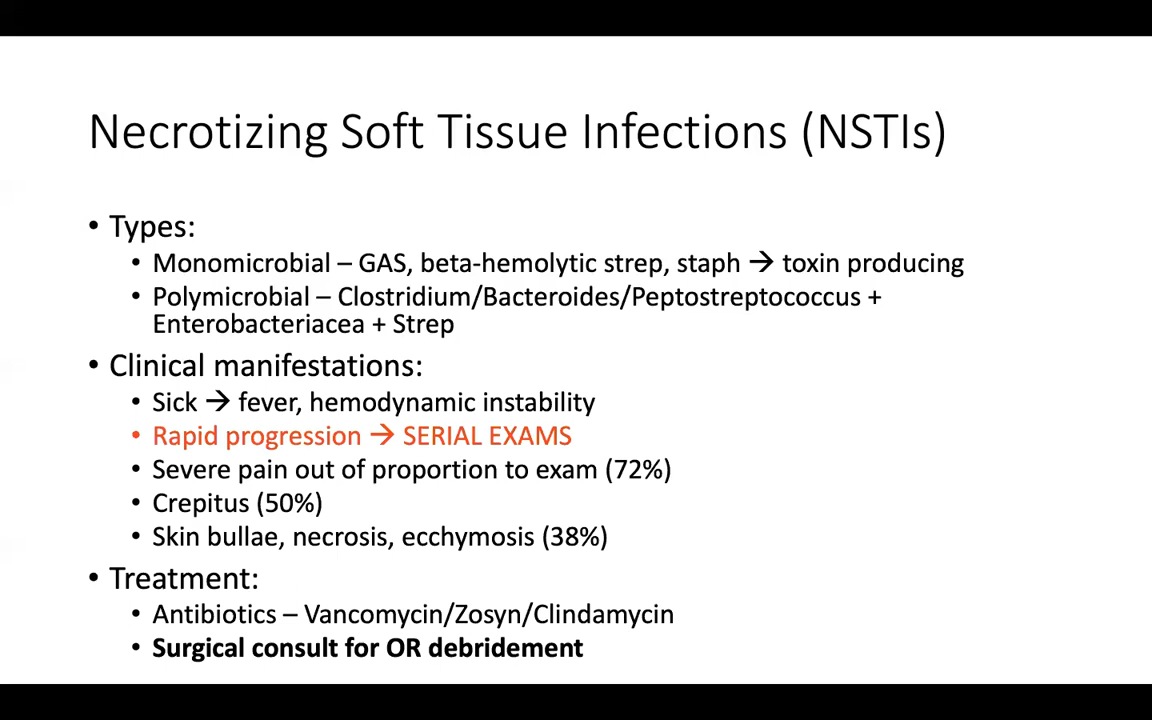 Necrotizing Soft Tissue Infections (NSTIs)
• Types:
• Monomicrobial – GAS, beta-hemolytic strep, staph → toxin producing
• Polymicrobial – Clostridium/Bacteroides/Peptostreptococcus +
Enterobacteriacea + Strep
• Clinical manifestations:
• Sick → fever, hemodynamic instability
• Rapid progression → SERIAL EXAMS
• Severe pain out of proportion to exam (72%)
• Crepitus (50%)
• Skin bullae, necrosis, ecchymosis (38%)
• Treatment:
• Antibiotics – Vancomycin/Zosyn/Clindamycin
• Surgical consult for OR debridement